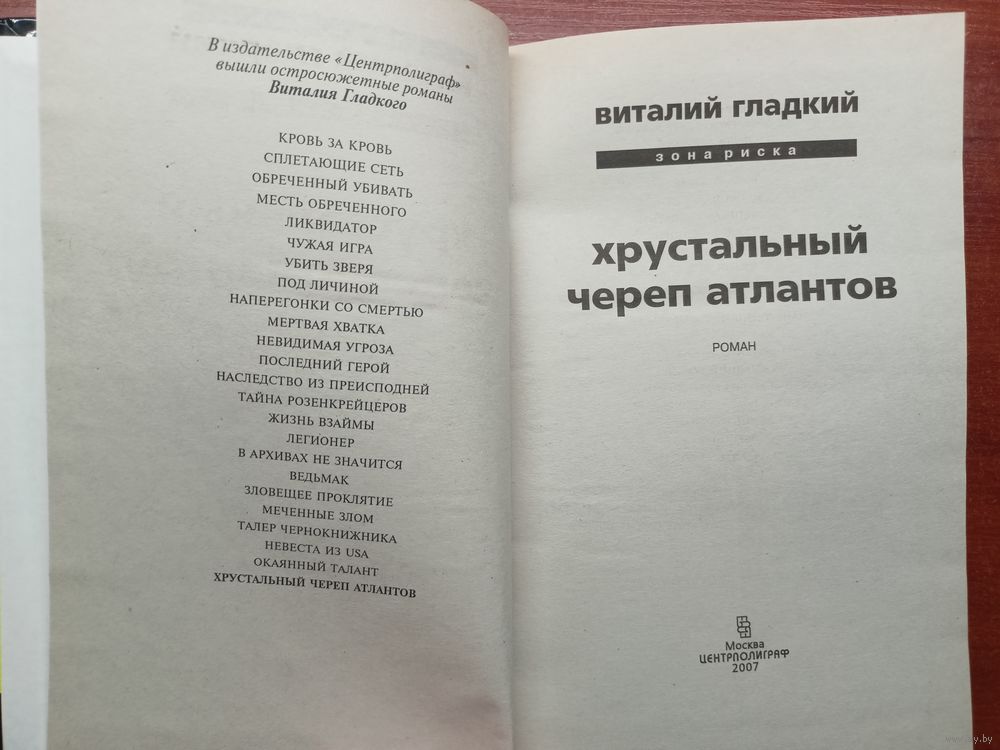 В издательстве «Центрполиграф»
вышли остросюжетные романы
Виталия Гладкого
КРОВЬ ЗА КРОВЬ
СПЛЕТАЮЩИЕ СЕТЬ
ОБРЕЧЕННЫЙ УБИВАТЬ
МЕСТЬ ОБРЕЧЕННОГО
ЛИКВИДАТОР
ЧУЖАЯ ИГРА
УБИТЬ ЗВЕРЯ
ПОД ЛИЧИНОЙ
НАПЕРЕГОНКИ СО СМЕРТЬЮ
МЕРТВАЯ ХВАТКА
НЕВИДИМАЯ УГРОЗА
ПОСЛЕДНИЙ ГЕРОЙ
НАСЛЕДСТВО ИЗ ПРЕИСПОДНЕЙ
ТАЙНА РОЗЕНКРЕЙЦЕРОВ
ЖИЗНЬ ВЗАЙМЫ
ЛЕГИОНЕР
В АРХИВАХ НЕ ЗНАЧИТСЯ
ВЕДЬМАК
ЗЛОВЕЩЕЕ ПРОКЛЯТИЕ
МЕЧЕННЫЕ ЗЛОМ
ТАЛЕР ЧЕРНОКНИЖНИКА
НЕВЕСТА ИЗ USA
ОКАЯННЫЙ ТАЛАНТ
ХРУСТАЛЬНЫЙ ЧЕРЕП АТЛАНТОВ
виталий гладкий
зона риска
хрустальный
череп атлантов
РОМАН
Москва
ЦЕНТРПОЛИГРАФ
2007